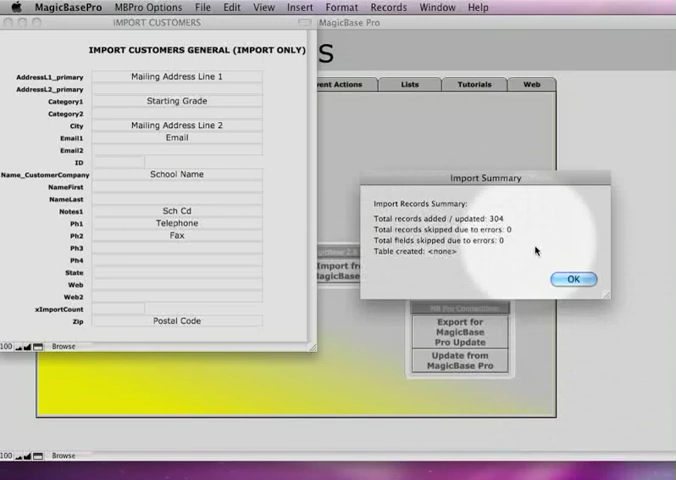 MagicBasePro MBPro Options File Edit View Insert Format Records Window Help
IMPORT CUSTOMERS
MagicBase Pro
IMPORT CUSTOMERS GENERAL (IMPORT ONLY)
S
AddressL1_primary Mailing Address Line 1
AddressL2_primary
Category1 Starting Grade
Category2
City Mailing Address Line 2
Email1 Email
Email2
ID
Name_CustomerCompany School Name
NameFirst
NameLast
Notes1 Sch Cd
Ph1 Telephone
Ph2 Fax
Ph3
Ph4
State
Web
Web2
xImportCount
Zip Postal Code
100 Browse
ent Actions Lists Tutorials Web
Import Summary
Import Records Summary:
Total records added / updated: 304
Total records skipped due to errors: 0
Total fields skipped due to errors: 0
Table created: <none>
OK
Import fr
MagicBase
Export for
MagicBase
Pro Update
Update from
MagicBase Pro
100 Browse